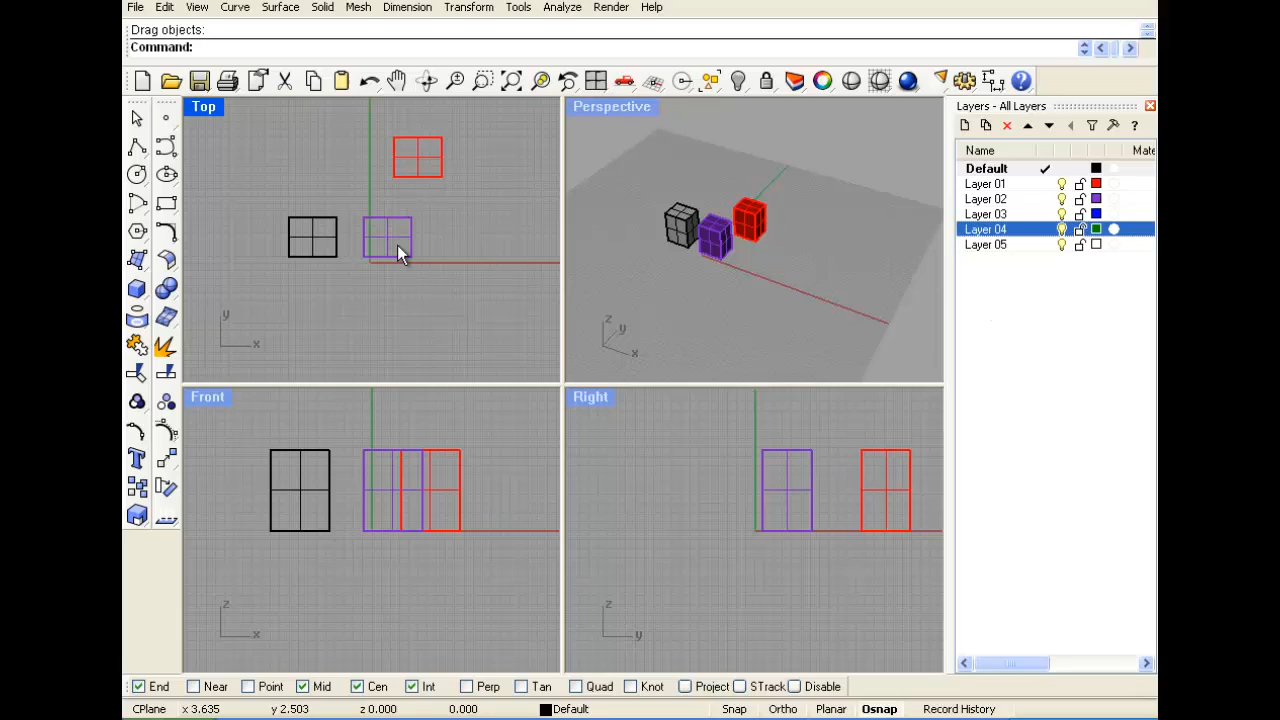 File Edit View Curve Surface Solid Mesh Dimension Transform Tools Analyze Render Help
Drag objects:
Command:
Top
Perspective
Layers - All Layers
Name Mate
Default
Layer 01
Layer 02
Layer 03
Layer 04
Layer 05
y
x
z
y
x
Front
Right
z
x
z
y
End Near Point Mid Cen Int Perp Tan Quad Knot Project STrack Disable
CPlane x 3.635 y 2.503 z 0.000 0.000 Default Snap Ortho Planar Osnap Record History